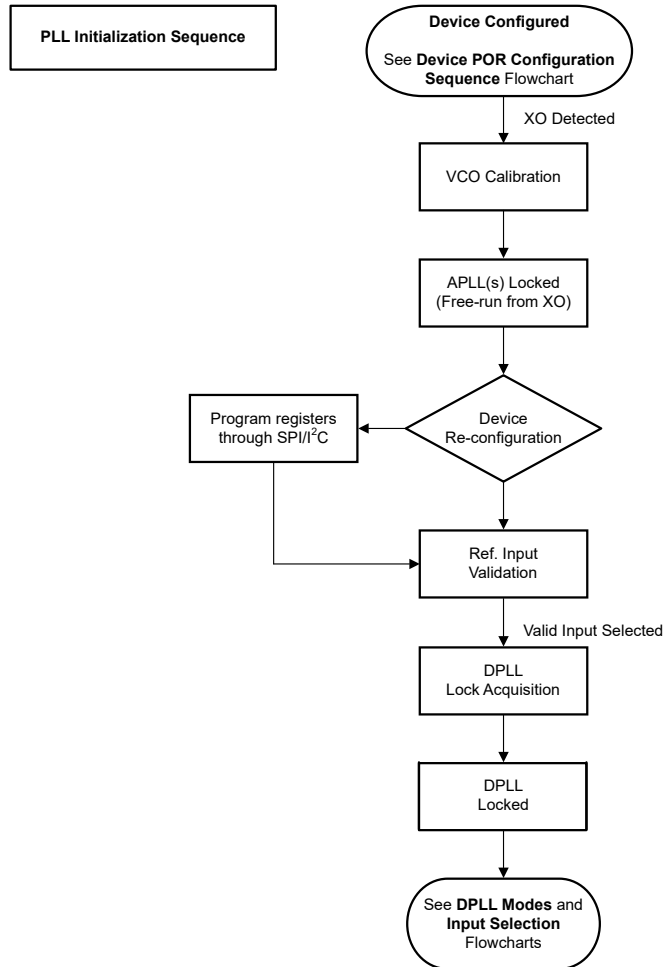 PLL Initialization Sequence
Device Configured
See Device POR Configuration
Sequence Flowchart
XO Detected
VCO Calibration
APLL(s) Locked
(Free-run from XO)
Device
Re-configuration
Program registers
through SPI/I²C
Ref. Input
Validation
Valid Input Selected
DPLL
Lock Acquisition
DPLL
Locked
See DPLL Modes and
Input Selection
Flowcharts